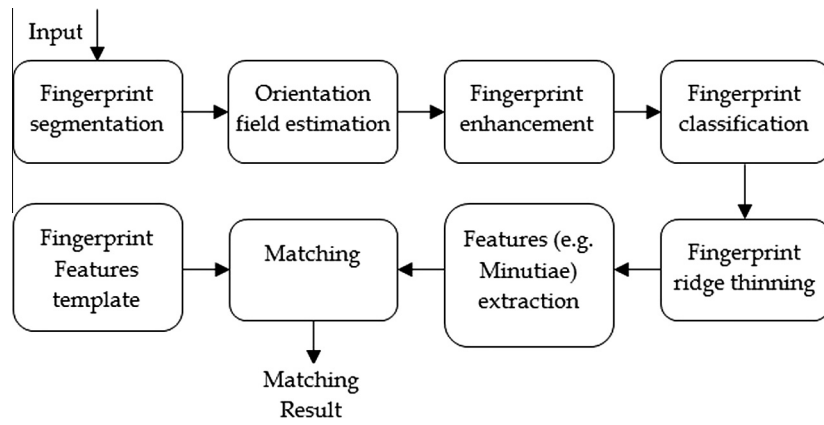 Input
Fingerprint
segmentation
Orientation
field estimation
Fingerprint
enhancement
Fingerprint
classification
Fingerprint
Features
template
Matching
Features (e.g.
Minutiae)
extraction
Fingerprint
ridge thinning
Matching
Result